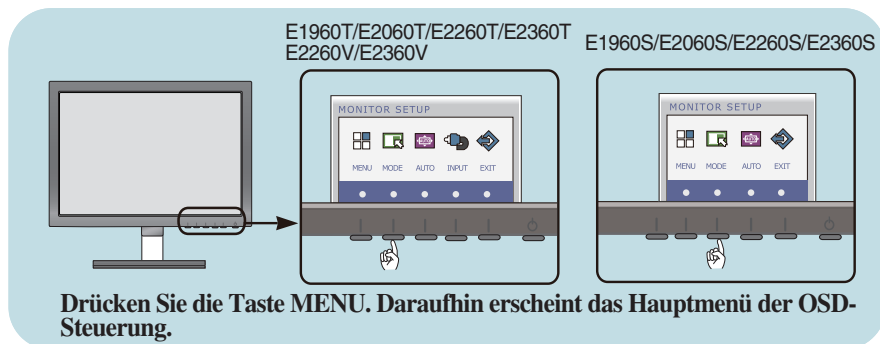 E1960T/E2060T/E2260T/E2360T
E2260V/E2360V
E1960S/E2060S/E2260S/E2360S
MONITOR SETUP
MENU MODE AUTO INPUT EXIT
MONITOR SETUP
MENU MODE AUTO EXIT
Drücken Sie die Taste MENU. Daraufhin erscheint das Hauptmenü der OSD-
Steuerung.